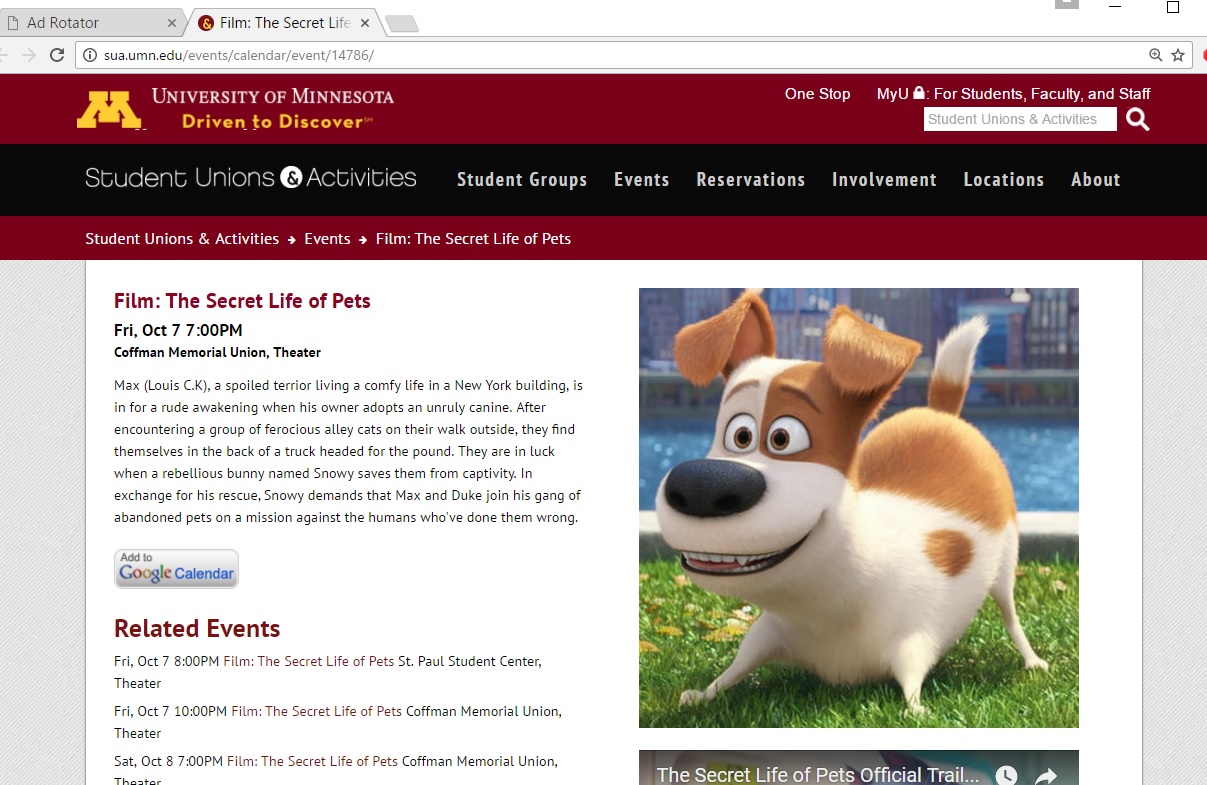 Ad Rotator
Film: The Secret Life
sua.umn.edu/events/calendar/event/14786/
M
UNIVERSITY OF MINNESOTA
Driven to Discover℠
One Stop
MyU : For Students, Faculty, and Staff
Student Unions & Activities
Student Unions & Activities
Student Groups
Events
Reservations
Involvement
Locations
About
Student Unions & Activities → Events → Film: The Secret Life of Pets
Film: The Secret Life of Pets
Fri, Oct 7 7:00PM
Coffman Memorial Union, Theater
Max (Louis C.K), a spoiled terrior living a comfy life in a New York building, is
in for a rude awakening when his owner adopts an unruly canine. After
encountering a group of ferocious alley cats on their walk outside, they find
themselves in the back of a truck headed for the pound. They are in luck
when a rebellious bunny named Snowy saves them from captivity. In
exchange for his rescue, Snowy demands that Max and Duke join his gang of
abandoned pets on a mission against the humans who've done them wrong.
Add to
Google Calendar
Related Events
Fri, Oct 7 8:00PM Film: The Secret Life of Pets St. Paul Student Center,
Theater
Fri, Oct 7 10:00PM Film: The Secret Life of Pets Coffman Memorial Union,
Theater
Sat, Oct 8 7:00PM Film: The Secret Life of Pets Coffman Memorial Union,
Theater
The Secret Life of Pets Official Trail...